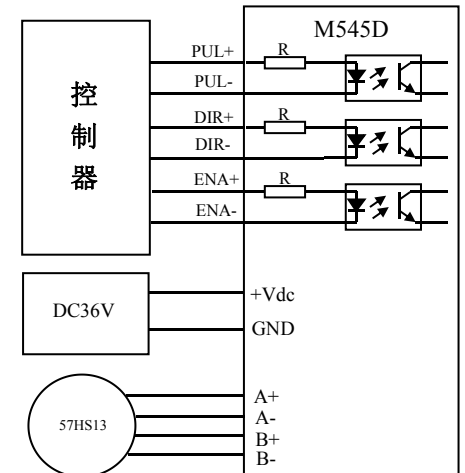 M545D
控
制
器
PUL+
R
PUL-
DIR+
R
DIR-
ENA+
R
ENA-
DC36V
+Vdc
GND
57HS13
A+
A-
B+
B-